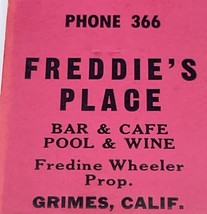 PHONE 366
FREDDIE'S
PLACE
BAR & CAFE
POOL & WINE
Fredine Wheeler
Prop.
GRIMES, CALIF.